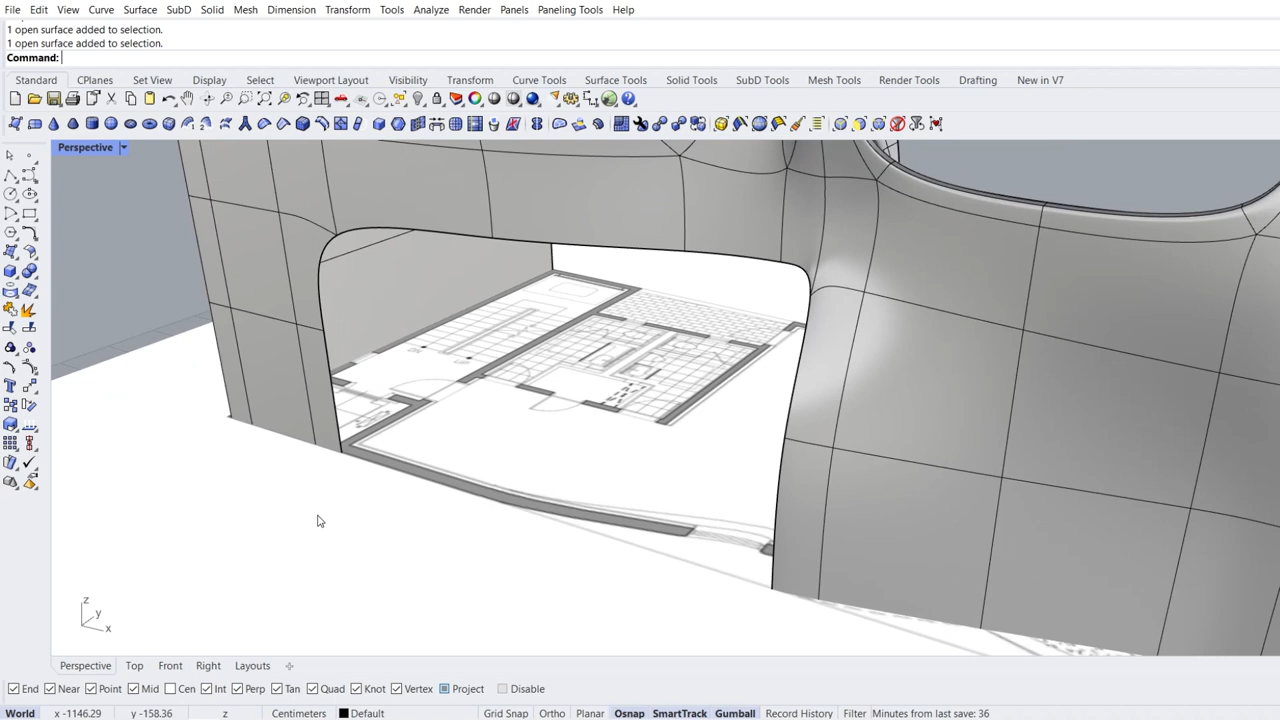 File Edit View Curve Surface SubD Solid Mesh Dimension Transform Tools Analyze Render Panels Paneling Tools Help
1 open surface added to selection.
1 open surface added to selection.
Command:
Standard CPlanes Set View Display Select Viewport Layout Visibility Transform Curve Tools Surface Tools Solid Tools SubD Tools Mesh Tools Render Tools Drafting New in V7
Perspective
z
y
x
Perspective Top Front Right Layouts
End Near Point Mid Cen Int Perp Tan Quad Knot Vertex Project Disable
World x -1146.29 y -158.36 z Centimeters Default Grid Snap Ortho Planar Osnap SmartTrack Gumball Record History Filter Minutes from last save: 36